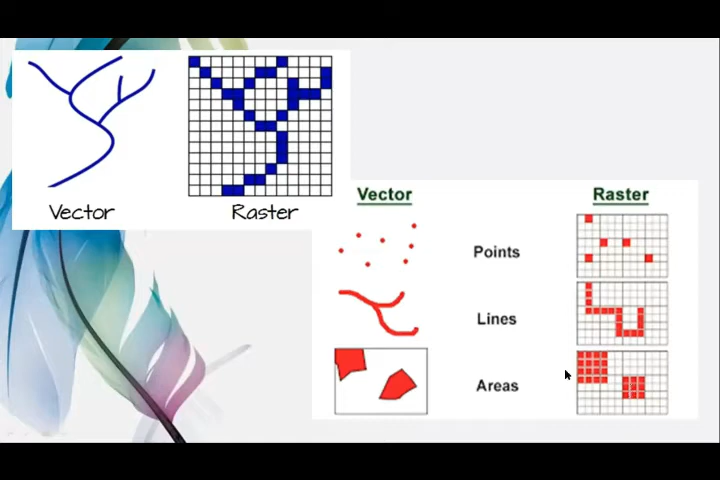 Vector
Raster
Vector
Raster
Points
Lines
Areas